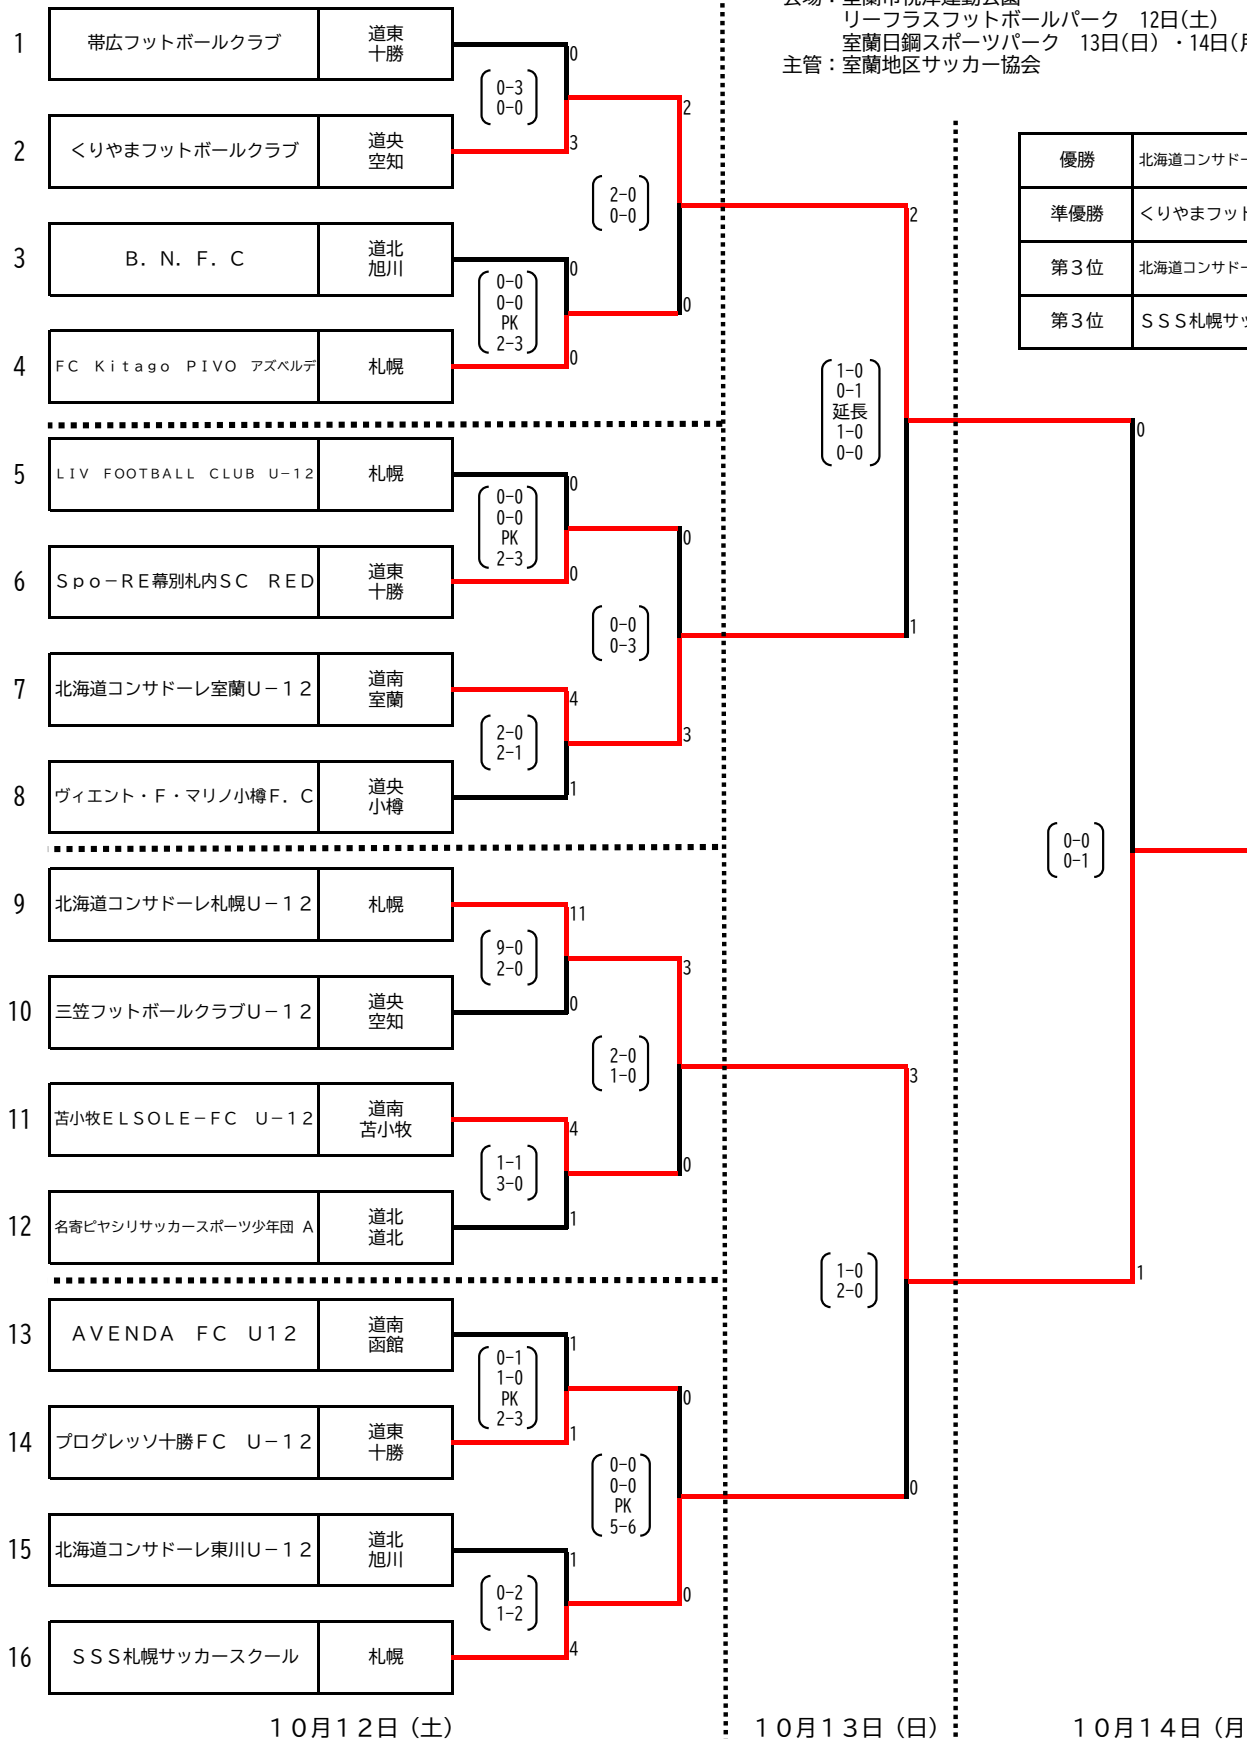 リーフラスフットボールパーク　12日(土)
室蘭日鋼スポーツパーク　13日(日）・14日(月
主管：室蘭地区サッカー協会
優勝 北海道コンサドー
準優勝 くりやまフット
第３位 北海道コンサドー
第３位 ＳＳＳ札幌サッ
1 帯広フットボールクラブ 道東
十勝
0
0-3
0-0
2
2 くりやまフットボールクラブ 道央
空知
3
2-0
0-0
2
3 Ｂ．Ｎ．Ｆ．Ｃ 道北
旭川
0
0-0
0-0
PK
2-3
0
4 ＦＣ　Ｋｉｔａｇｏ　ＰＩＶＯ　アズベルデ 札幌
0
1-0
0-1
延長
1-0
0-0
0
5 ＬＩＶ　ＦＯＯＴＢＡＬＬ　ＣＬＵＢ　Ｕ－１２ 札幌
0
0-0
0-0
PK
2-3
0
6 Ｓｐｏ－ＲＥ幕別札内ＳＣ　ＲＥＤ 道東
十勝
0
0-0
0-3
1
7 北海道コンサドーレ室蘭Ｕ－１２ 道南
室蘭
4
2-0
2-1
3
8 ヴィエント・Ｆ・マリノ小樽Ｆ．Ｃ 道央
小樽
1
0-0
0-1
9 北海道コンサドーレ札幌Ｕ－１２ 札幌
11
9-0
2-0
3
10 三笠フットボールクラブＵ－１２ 道央
空知
0
2-0
1-0
3
11 苫小牧ＥＬＳＯＬＥ－ＦＣ　Ｕ－１２ 道南
苫小牧
4
1-1
3-0
0
12 名寄ピヤシリサッカースポーツ少年団 Ａ 道北
道北
1
1-0
2-0
1
13 ＡＶＥＮＤＡ　ＦＣ　Ｕ１２ 道南
函館
1
0-1
1-0
PK
2-3
0
14 プログレッソ十勝ＦＣ　Ｕ－１２ 道東
十勝
1
0-0
0-0
PK
5-6
0
15 北海道コンサドーレ東川Ｕ－１２ 道北
旭川
1
0-2
1-2
0
16 ＳＳＳ札幌サッカースクール 札幌
4
１０月１２日（土） １０月１３日（日） １０月１４日（月